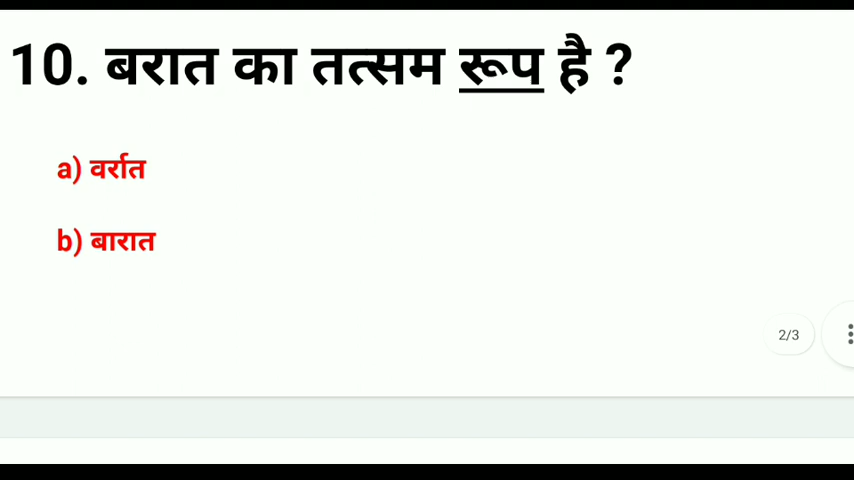 10. बरात का तत्सम रूप है ?
a) वर्रात
b) बारात
2/3